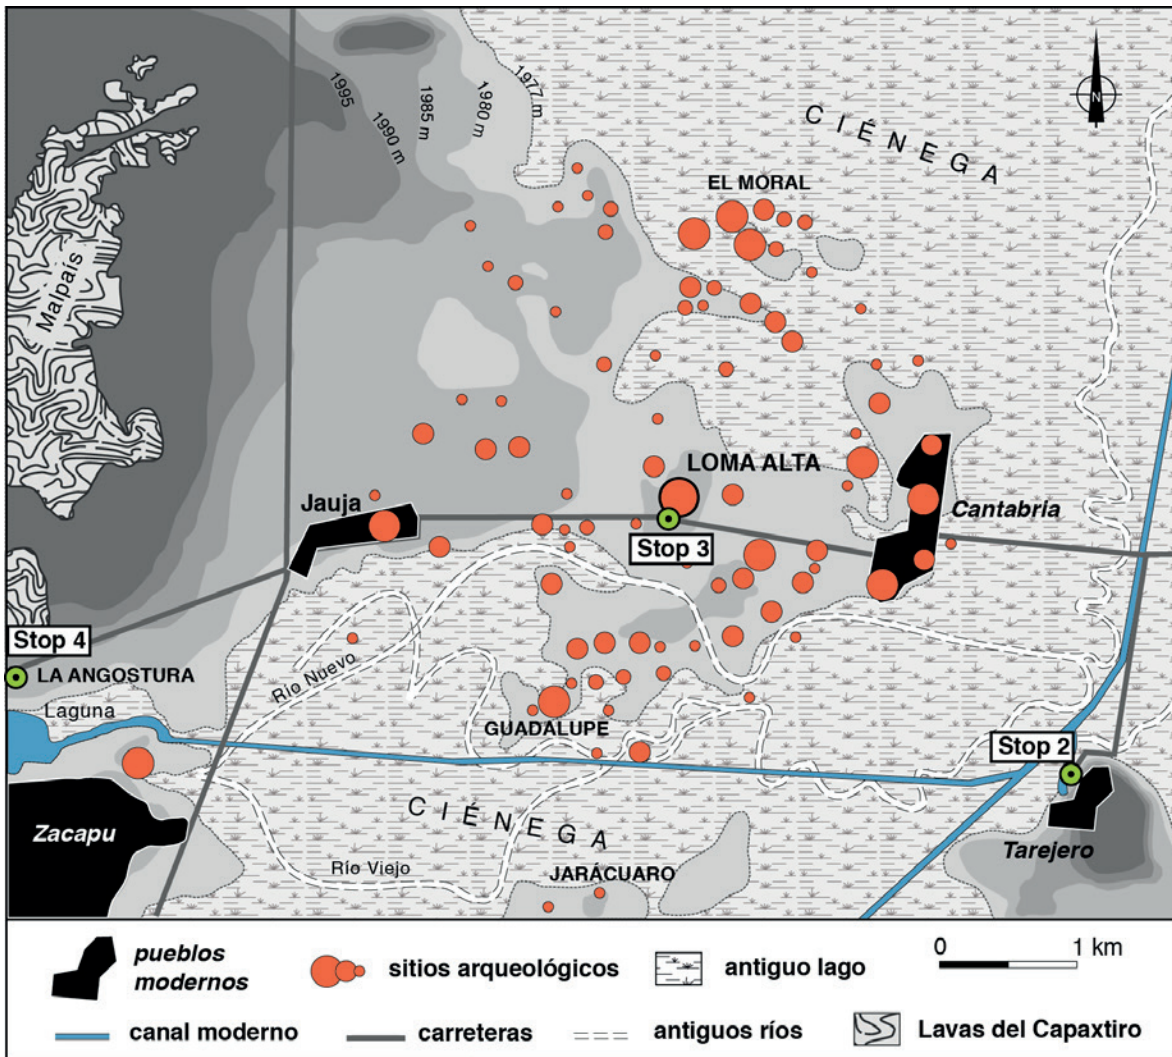 1995
1990 m
1985 m
1980 m
1977 m
N
CIÉNEGA
EL MORAL
Malpaís
LOMA ALTA
Jauja
Cantabria
Stop 3
Stop 4
LA ANGOSTURA
Río Nuevo
Laguna
GUADALUPE
Stop 2
CIÉNEGA
Zacapu
Tarejero
Río Viejo
JARÁCUARO
pueblos
modernos
sitios arqueológicos
antiguo lago
0 1 km
canal moderno
carreteras
antiguos ríos
Lavas del Capaxtiro